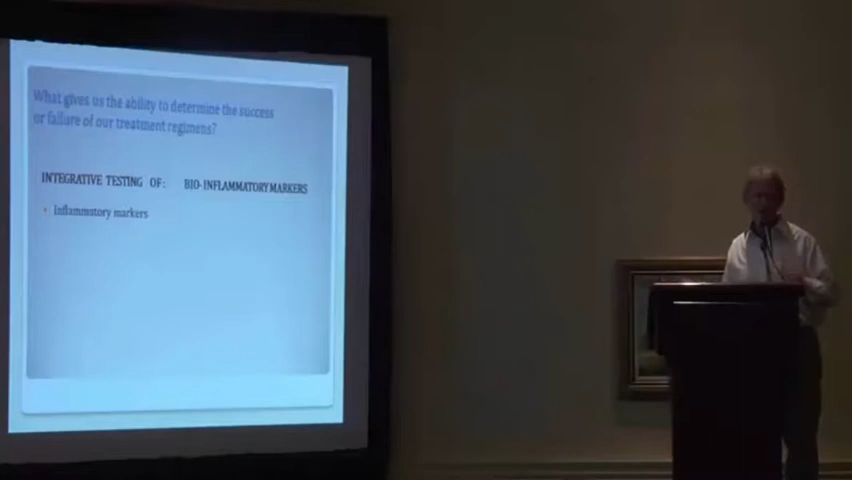 What gives us the ability to determine the success
or failure of our treatment regimens?
INTEGRATIVE TESTING OF: BIO-INFLAMMATORY MARKERS
• Inflammatory markers